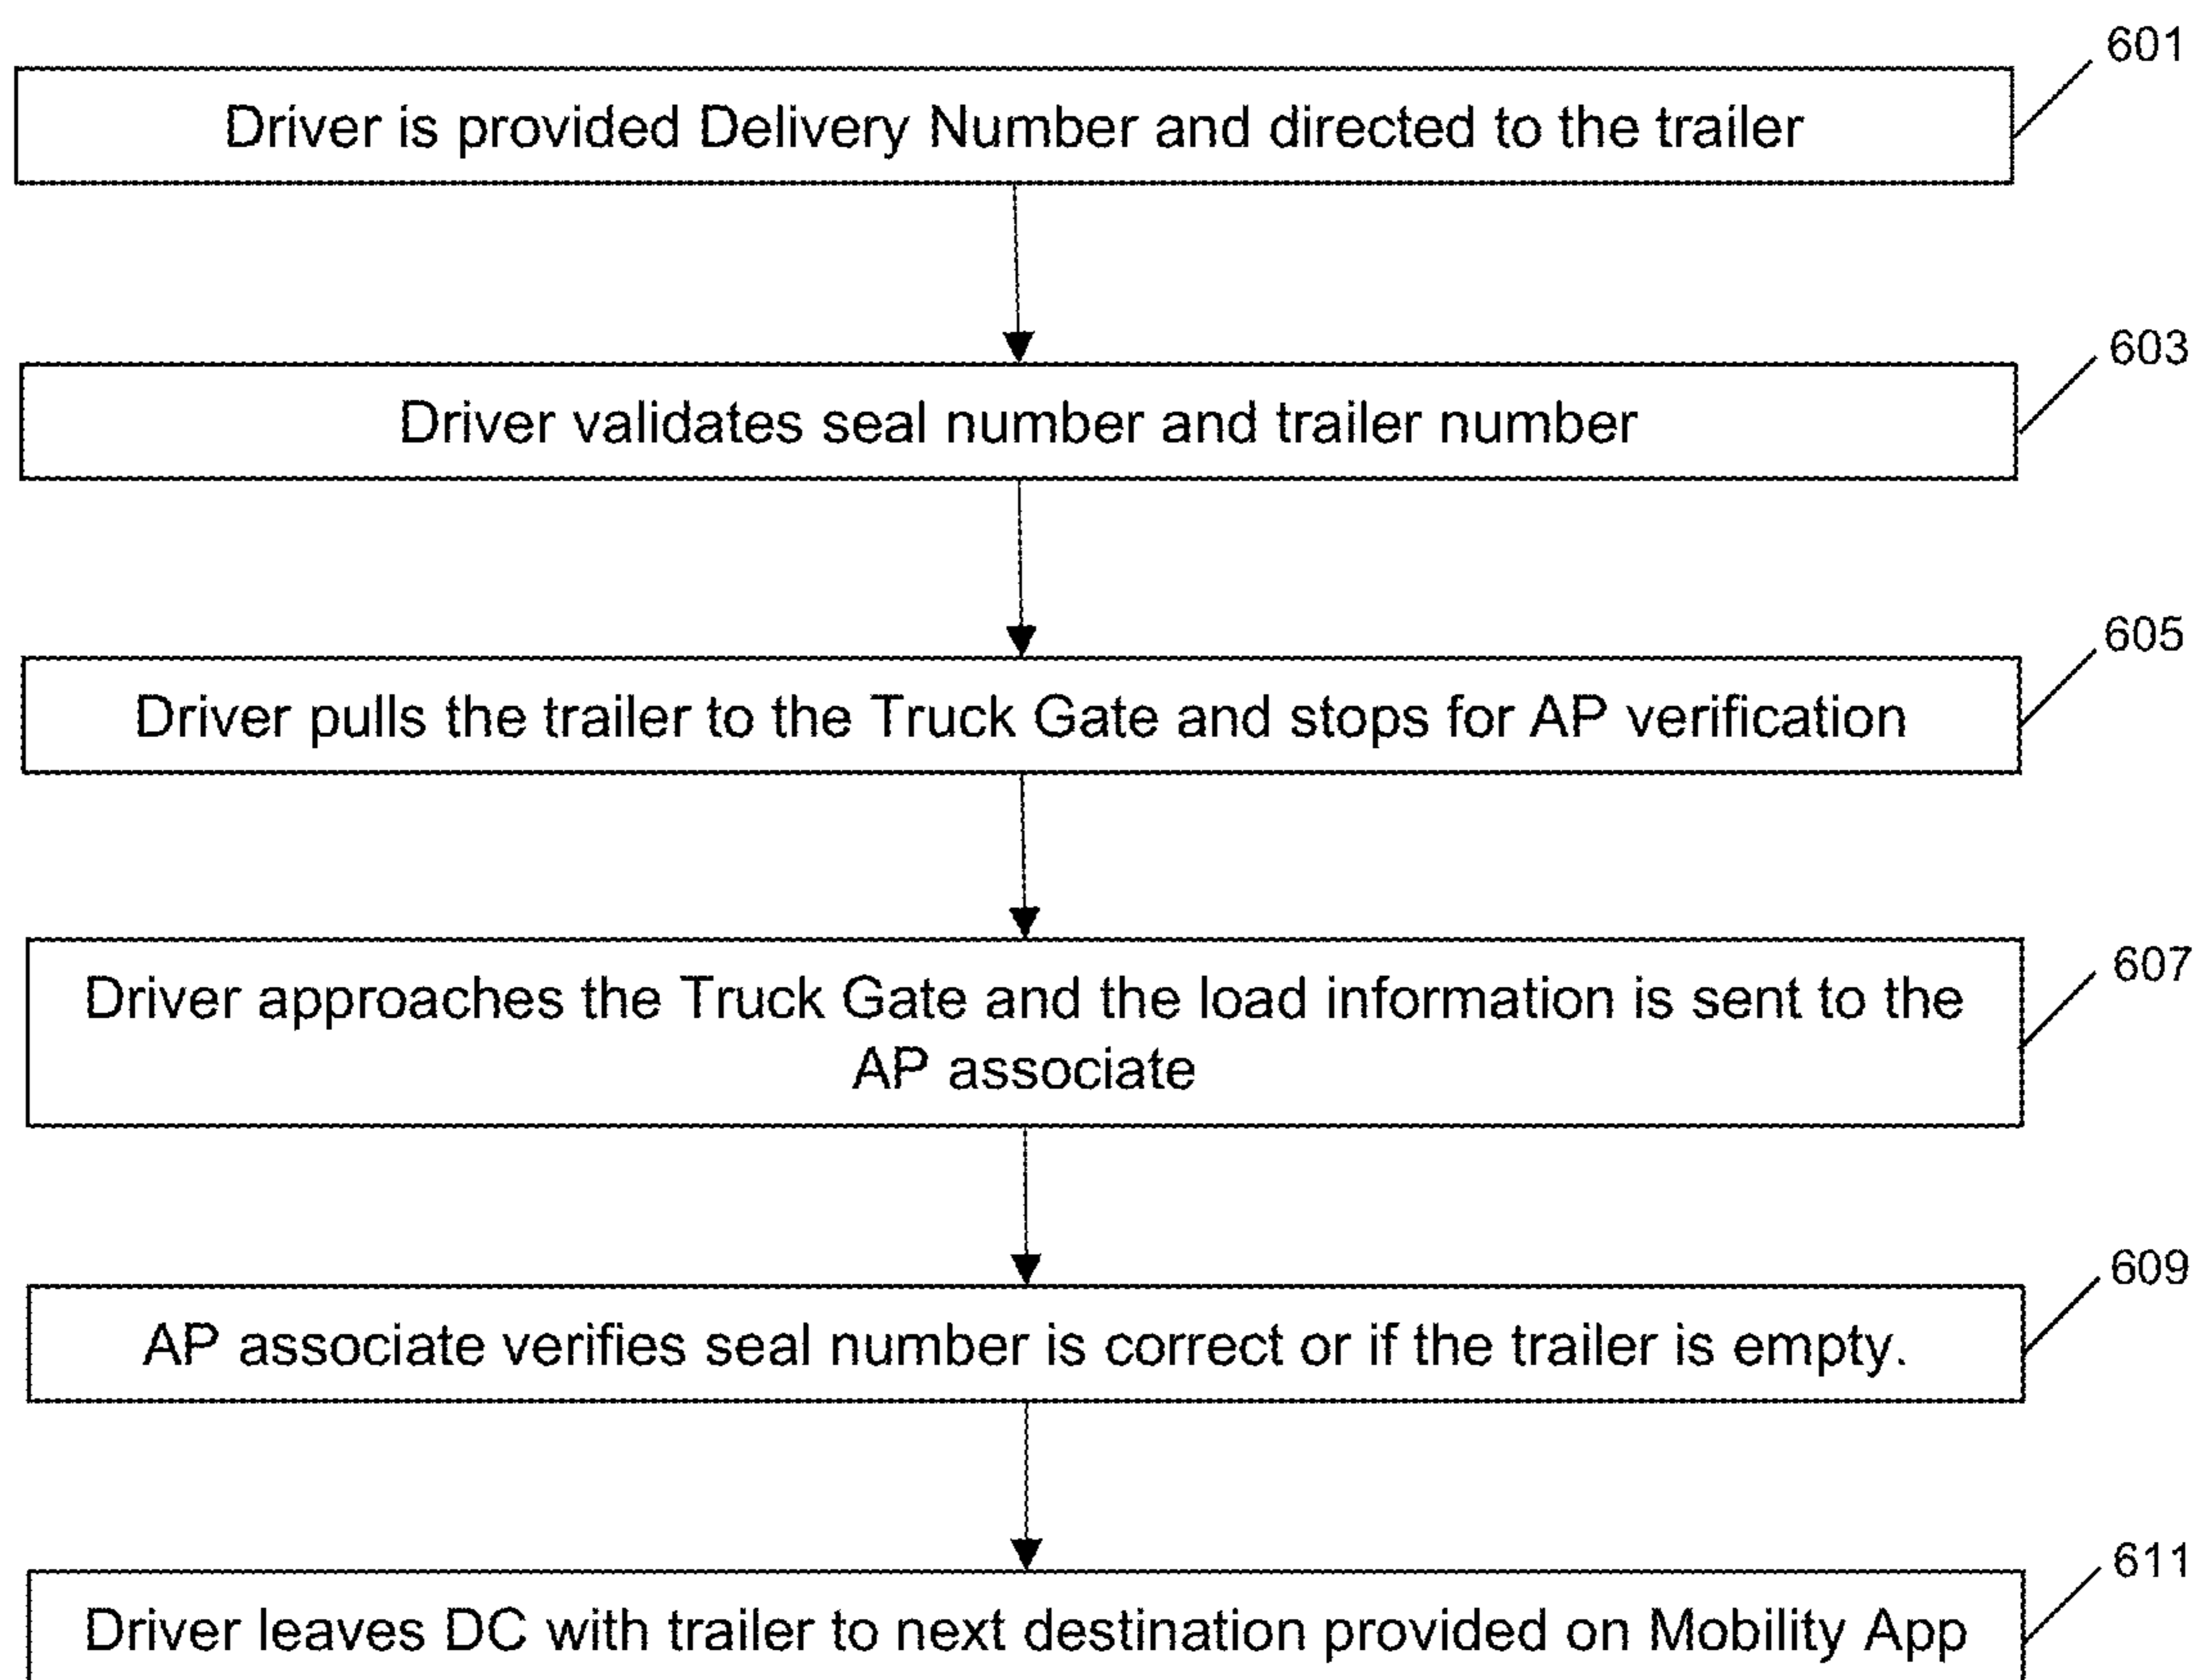 601
Driver is provided Delivery Number and directed to the trailer
603
Driver validates seal number and trailer number
605
Driver pulls the trailer to the Truck Gate and stops for AP verification
607
Driver approaches the Truck Gate and the load information is sent to the
AP associate
609
AP associate verifies seal number is correct or if the trailer is empty.
611
Driver leaves DC with trailer to next destination provided on Mobility App